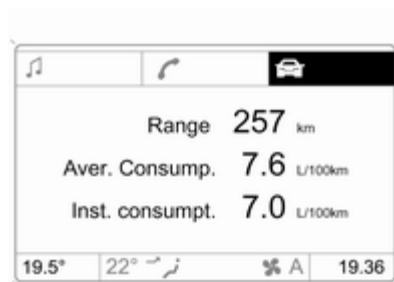 Range 257 km
Aver. Consump. 7.6 L/100km
Inst. consumpt. 7.0 L/100km
19.5° 22° A 19.36